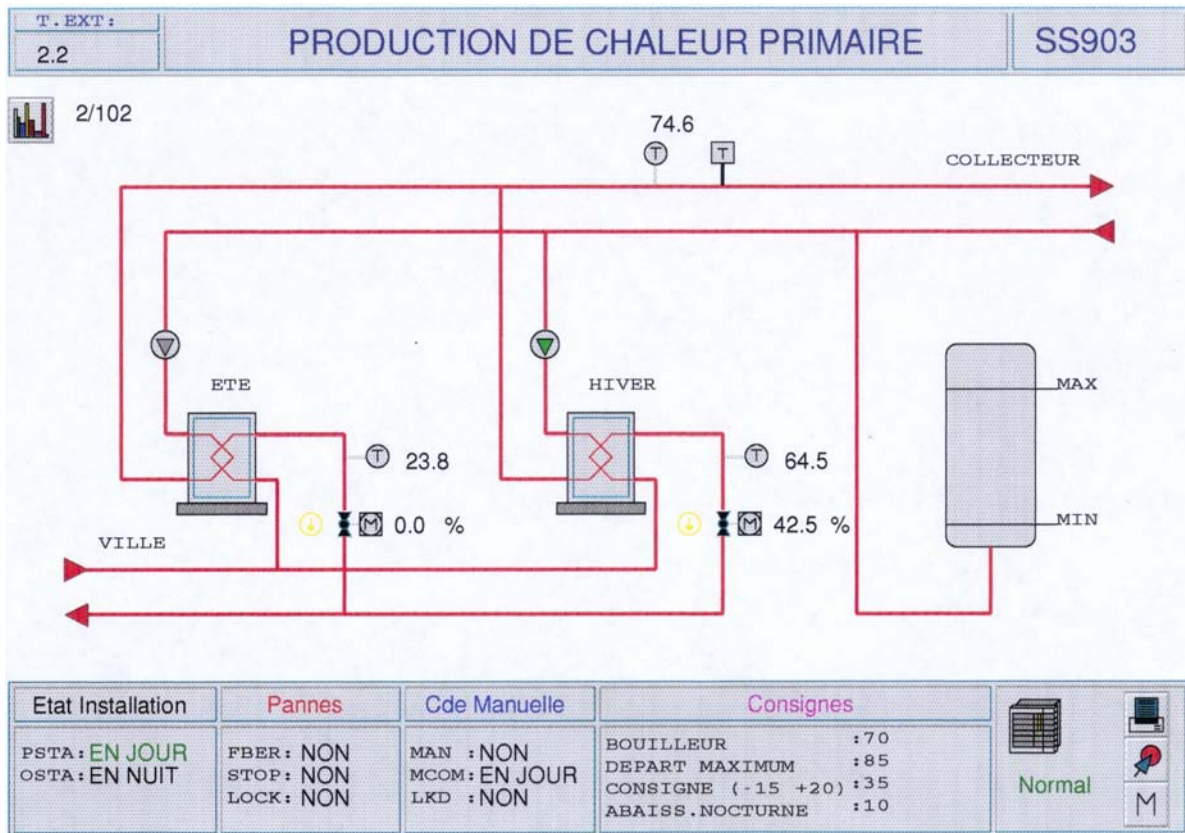 T.EXT:
2.2
PRODUCTION DE CHALEUR PRIMAIRE
SS903
2/102
74.6
T
T
COLLECTEUR
ETE
HIVER
MAX
T
23.8
T
64.5
M
0.0 %
M
42.5 %
MIN
VILLE
Etat Installation
PSTA: EN JOUR
OSTA: EN NUIT
Pannes
FBER: NON
STOP: NON
LOCK: NON
Cde Manuelle
MAN : NON
MCOM: EN JOUR
LKD : NON
Consignes
BOUILLEUR :70
DEPART MAXIMUM :85
CONSIGNE (-15 +20) :35
ABAISS.NOCTURNE :10
Normal
M